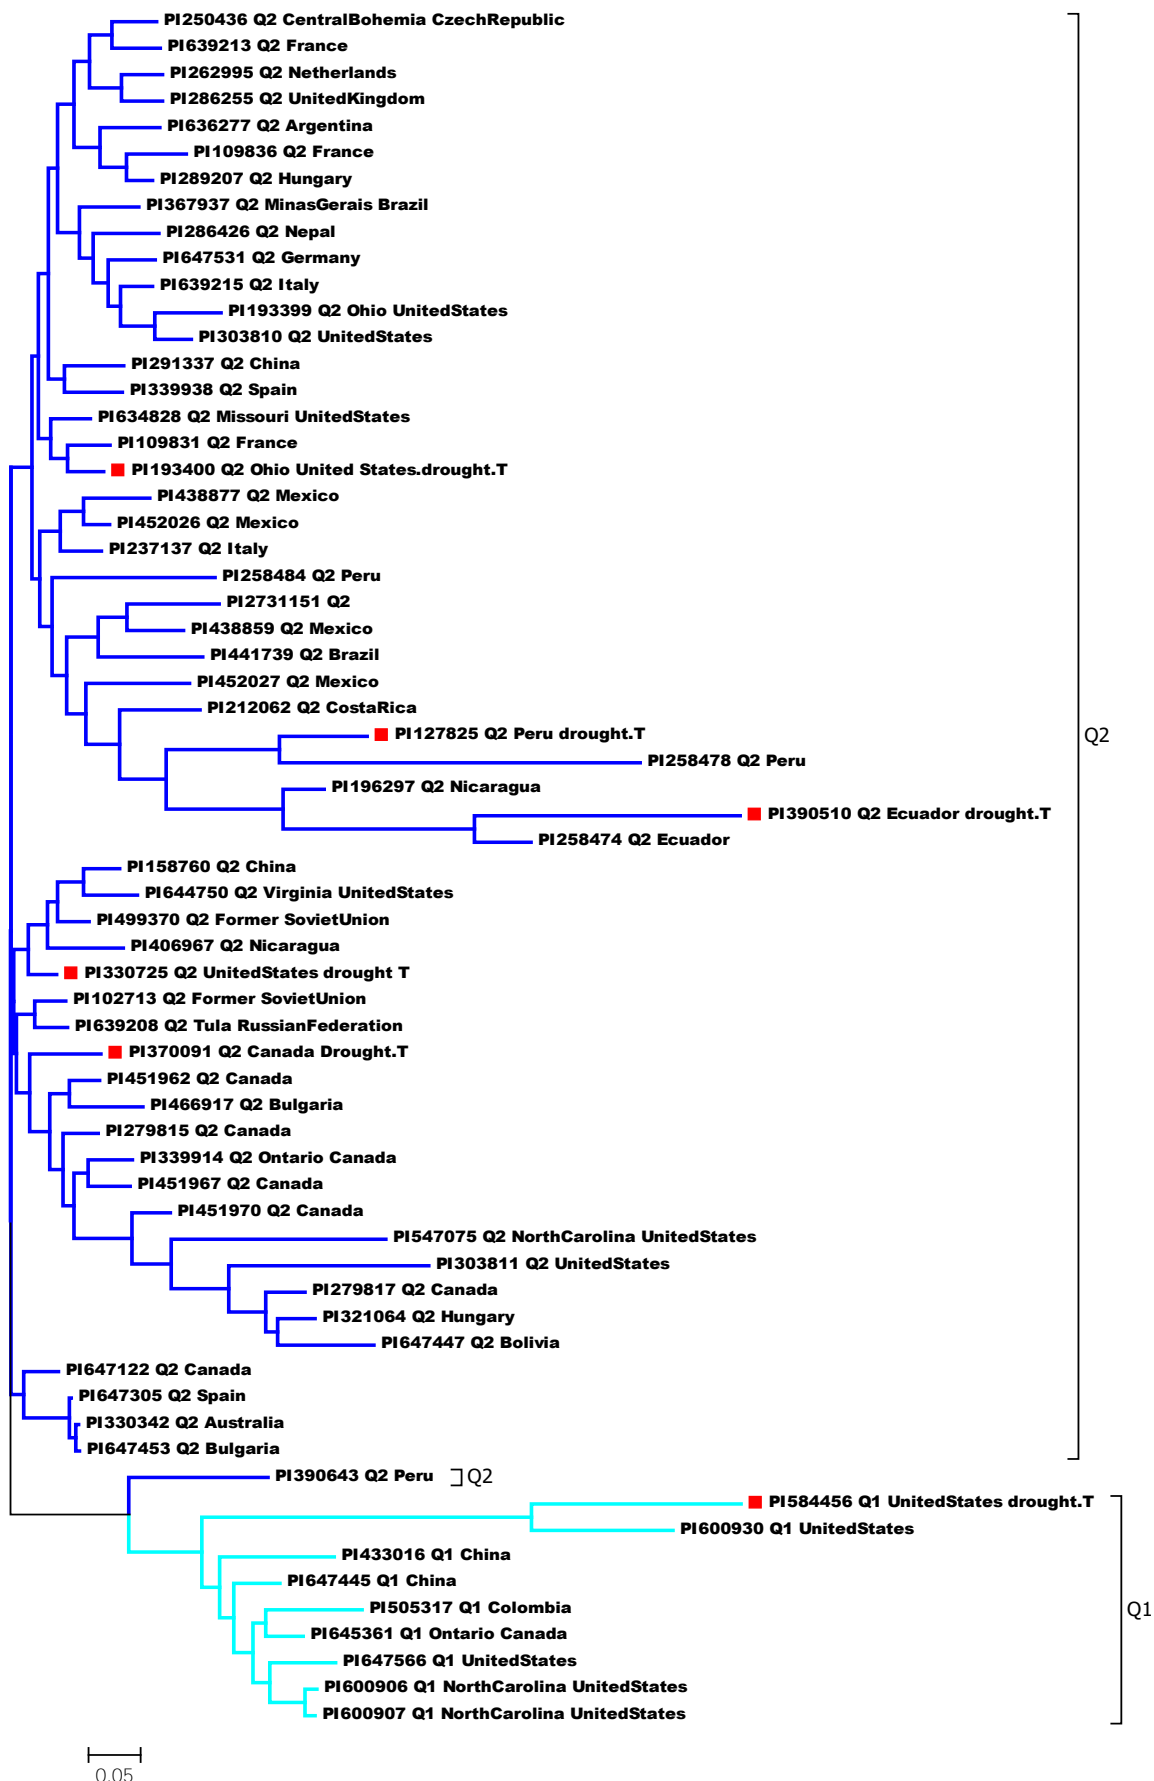 PI250436 Q2 CentralBohemia CzechRepublic
PI639213 Q2 France
PI262995 Q2 Netherlands
PI286255 Q2 UnitedKingdom
PI636277 Q2 Argentina
PI109836 Q2 France
PI289207 Q2 Hungary
PI367937 Q2 MinasGerais Brazil
PI286426 Q2 Nepal
PI647531 Q2 Germany
PI639215 Q2 Italy
PI193399 Q2 Ohio UnitedStates
PI303810 Q2 UnitedStates
PI291337 Q2 China
PI339938 Q2 Spain
PI634828 Q2 Missouri UnitedStates
PI109831 Q2 France
PI193400 Q2 Ohio United States.drought.T
PI438877 Q2 Mexico
PI452026 Q2 Mexico
PI237137 Q2 Italy
PI258484 Q2 Peru
PI2731151 Q2
PI438859 Q2 Mexico
PI441739 Q2 Brazil
PI452027 Q2 Mexico
PI212062 Q2 CostaRica
PI127825 Q2 Peru drought.T
Q2
PI258478 Q2 Peru
PI196297 Q2 Nicaragua
PI390510 Q2 Ecuador drought.T
PI258474 Q2 Ecuador
PI158760 Q2 China
PI644750 Q2 Virginia UnitedStates
PI499370 Q2 Former SovietUnion
PI406967 Q2 Nicaragua
PI330725 Q2 UnitedStates drought T
PI102713 Q2 Former SovietUnion
PI639208 Q2 Tula RussianFederation
PI370091 Q2 Canada Drought.T
PI451962 Q2 Canada
PI466917 Q2 Bulgaria
PI279815 Q2 Canada
PI339914 Q2 Ontario Canada
PI451967 Q2 Canada
PI451970 Q2 Canada
PI547075 Q2 NorthCarolina UnitedStates
PI303811 Q2 UnitedStates
PI279817 Q2 Canada
PI321064 Q2 Hungary
PI647447 Q2 Bolivia
PI647122 Q2 Canada
PI647305 Q2 Spain
PI330342 Q2 Australia
PI647453 Q2 Bulgaria
PI390643 Q2 Peru Q2
PI584456 Q1 UnitedStates drought.T
PI600930 Q1 UnitedStates
PI433016 Q1 China
PI647445 Q1 China
PI505317 Q1 Colombia
Q1
PI645361 Q1 Ontario Canada
PI647566 Q1 UnitedStates
PI600906 Q1 NorthCarolina UnitedStates
PI600907 Q1 NorthCarolina UnitedStates
0.05